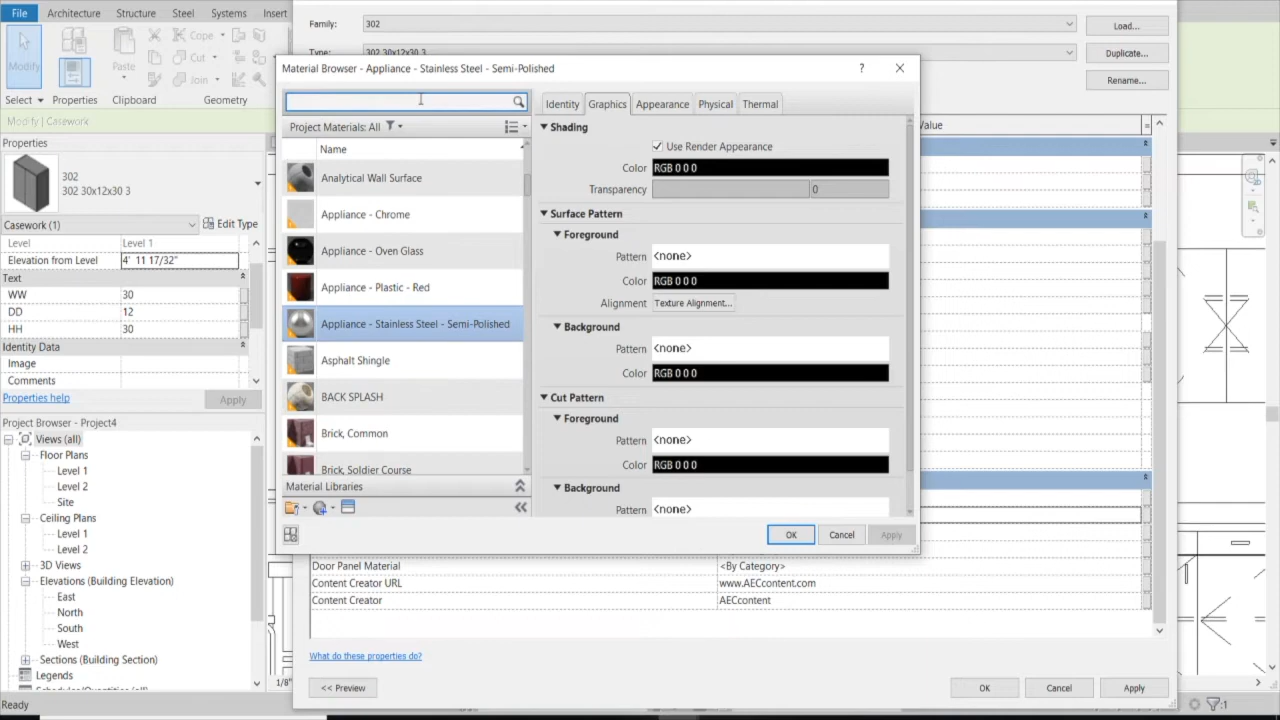 File Architecture Structure Steel Systems Insert
Modify
Paste
Cope
Cut
Join
Select Properties Clipboard Geometry
Modify | Casework
Properties
302
302 30x12x30 3
Casework (1) Edit Type
Level Level 1
Elevation from Level 4' 11 17/32"
Text
WW 30
DD 12
HH 30
Identity Data
Image
Comments
Properties help Apply
Project Browser - Project4
Views (all)
Floor Plans
Level 1
Level 2
Site
Ceiling Plans
Level 1
Level 2
3D Views
Elevations (Building Elevation)
East
North
South
West
Sections (Building Section)
Legends
Ready
Family: 302 Load...
Type: 302 30x12x30 3 Duplicate...
Rename...
Value
Material Browser - Appliance - Stainless Steel - Semi-Polished ?
Project Materials: All
Name
Analytical Wall Surface
Appliance - Chrome
Appliance - Oven Glass
Appliance - Plastic - Red
Appliance - Stainless Steel - Semi-Polished
Asphalt Shingle
BACK SPLASH
Brick, Common
Brick, Soldier Course
Material Libraries
Identity Graphics Appearance Physical Thermal
Shading
Use Render Appearance
Color RGB 0 0 0
Transparency 0
Surface Pattern
Foreground
Pattern <none>
Color RGB 0 0 0
Alignment Texture Alignment...
Background
Pattern <none>
Color RGB 0 0 0
Cut Pattern
Foreground
Pattern <none>
Color RGB 0 0 0
Background
Pattern <none>
OK Cancel Apply
Door Panel Material <By Category>
Content Creator URL www.AECcontent.com
Content Creator AECcontent
What do these properties do?
<< Preview OK Cancel Apply
1/8"
:1